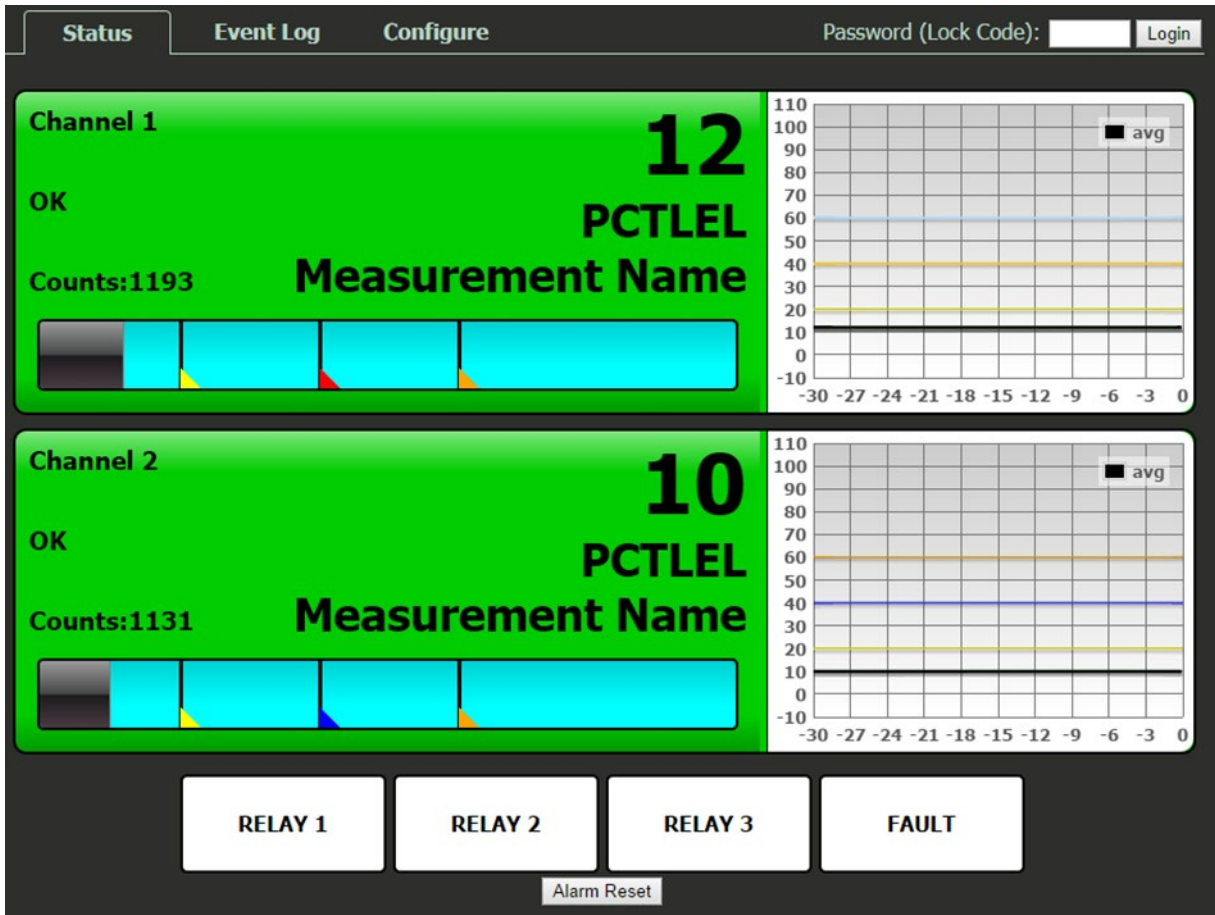 Status Event Log Configure Password (Lock Code): Login
Channel 1
12
OK
PCTLEL
Counts:1193 Measurement Name
110
100
90
80
70
60
50
40
30
20
10
0
-10
avg
-30 -27 -24 -21 -18 -15 -12 -9 -6 -3 0
Channel 2
10
OK
PCTLEL
Counts:1131 Measurement Name
110
100
90
80
70
60
50
40
30
20
10
0
-10
avg
-30 -27 -24 -21 -18 -15 -12 -9 -6 -3 0
RELAY 1 RELAY 2 RELAY 3 FAULT
Alarm Reset